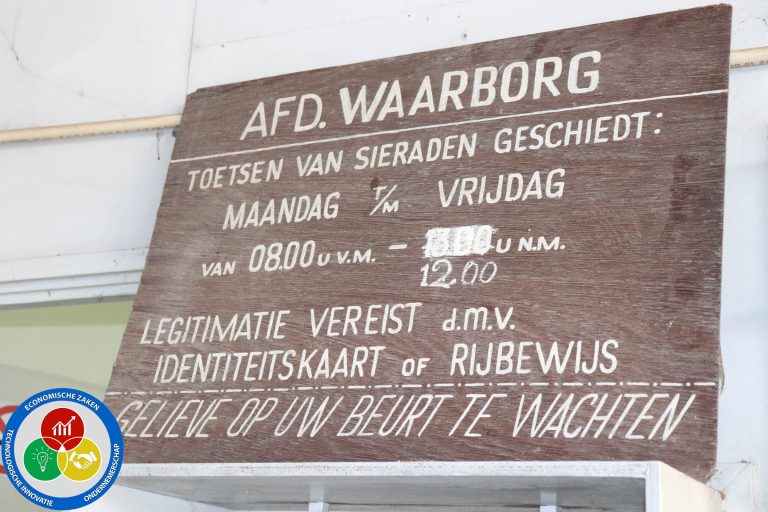 AFD. WAARBORG
TOETSEN VAN SIERADEN GESCHIEDT:
MAANDAG T/M VRIJDAG
VAN 08.00 U V.M. – U N.M.
12.00
LEGITIMATIE VEREIST d.m.v.
IDENTITEITSKAART OF RIJBEWIJS
GELIEVE OP UW BEURT TE WACHTEN
ECONOMISCHE ZAKEN
TECHNOLOGISCHE INNOVATIE
ONDERNEMERSCHAP